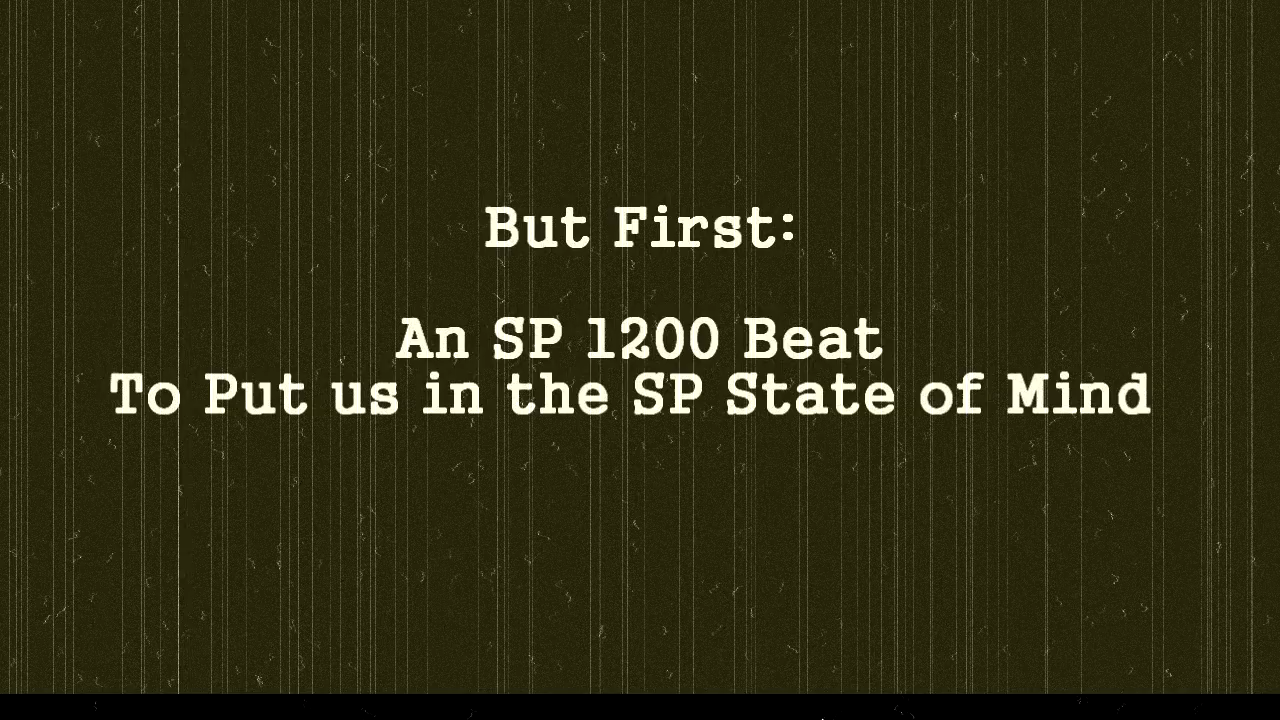 But First:
An SP 1200 Beat
To Put us in the SP State of Mind